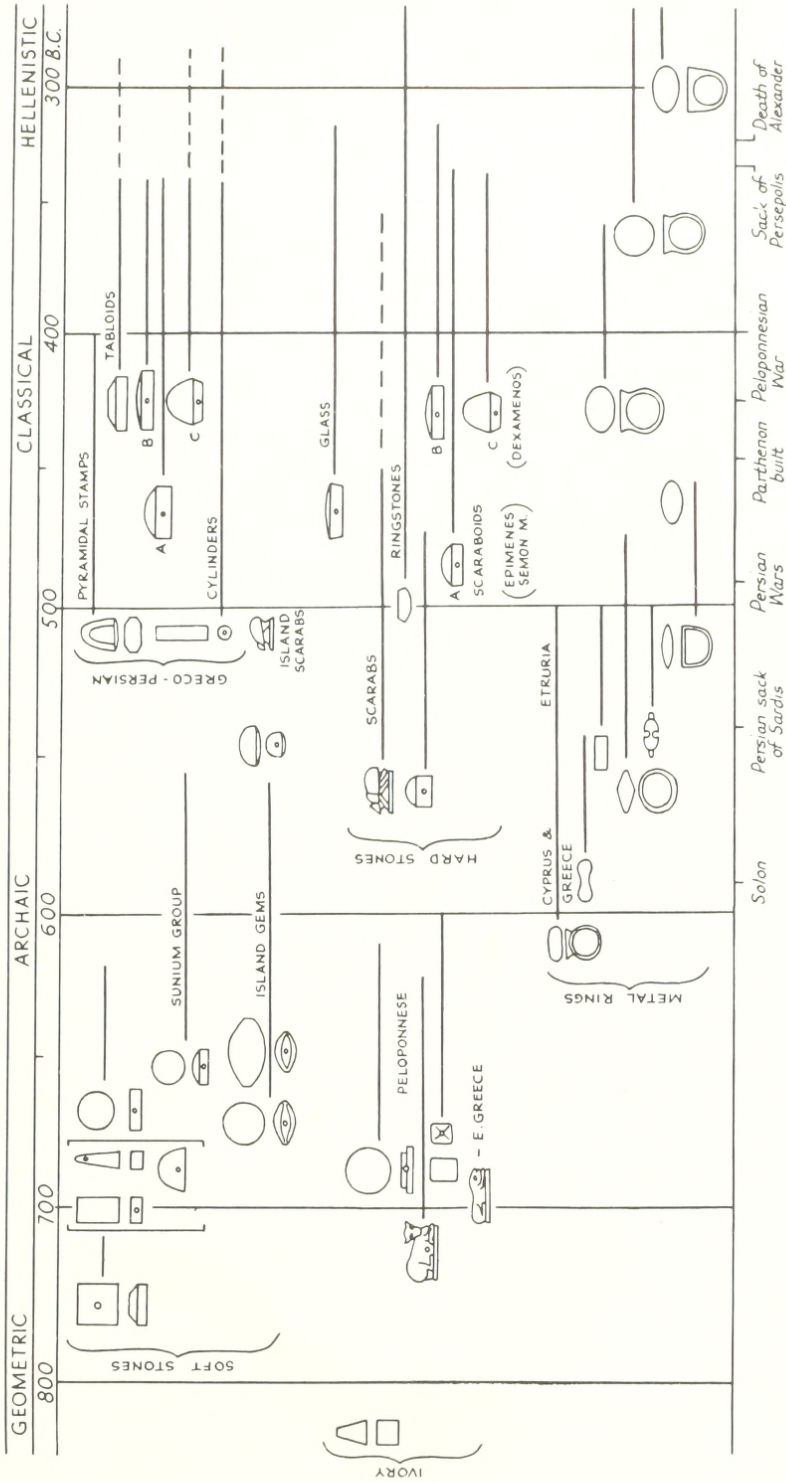 GEOMETRIC
ARCHAIC
CLASSICAL
HELLENISTIC
800
700
600
500
400
300 B.C.
SOFT STONES
SUNIUM GROUP
ISLAND GEMS
GRECO-PERSIAN
PYRAMIDAL STAMPS
TABLOIDS
B
A
C
CYLINDERS
ISLAND
SCARABS
IVORY
PELOPONNESE
E. GREECE
HARD STONES
SCARABS
GLASS
RINGSTONES
B
A
SCARABOIDS
(EPIMENES
SEMON M.)
C
(DEXAMENOS)
METAL RINGS
CYPRUS &
GREECE
ETRURIA
Solon
Persian sack
of Sardis
Persian
Wars
Parthenon
built
Peloponnesian
War
Sack of
Persepolis
Death of
Alexander